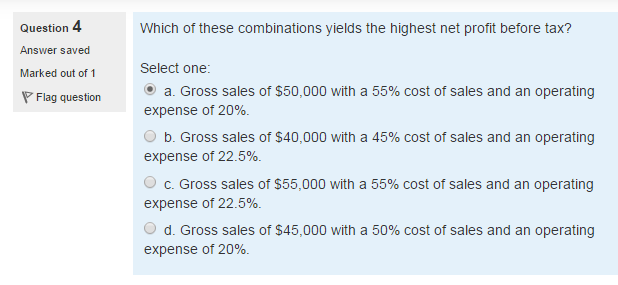 Question 4
Answer saved
Marked out of 1
Flag question
Which of these combinations yields the highest net profit before tax?
Select one:
a. Gross sales of $50,000 with a 55% cost of sales and an operating
expense of 20%.
b. Gross sales of $40,000 with a 45% cost of sales and an operating
expense of 22.5%.
c. Gross sales of $55,000 with a 55% cost of sales and an operating
expense of 22.5%.
d. Gross sales of $45,000 with a 50% cost of sales and an operating
expense of 20%.